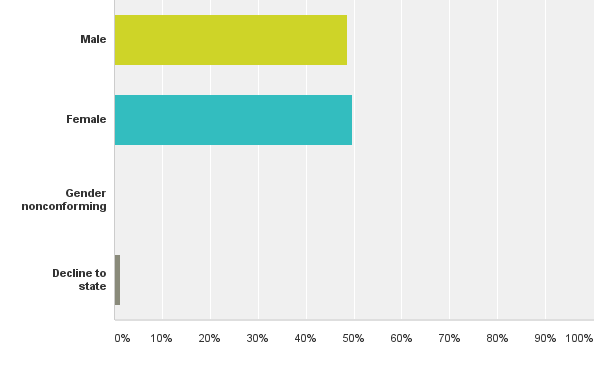 Male
Female
Gender
nonconforming
Decline to
state
0% 10% 20% 30% 40% 50% 60% 70% 80% 90% 100%